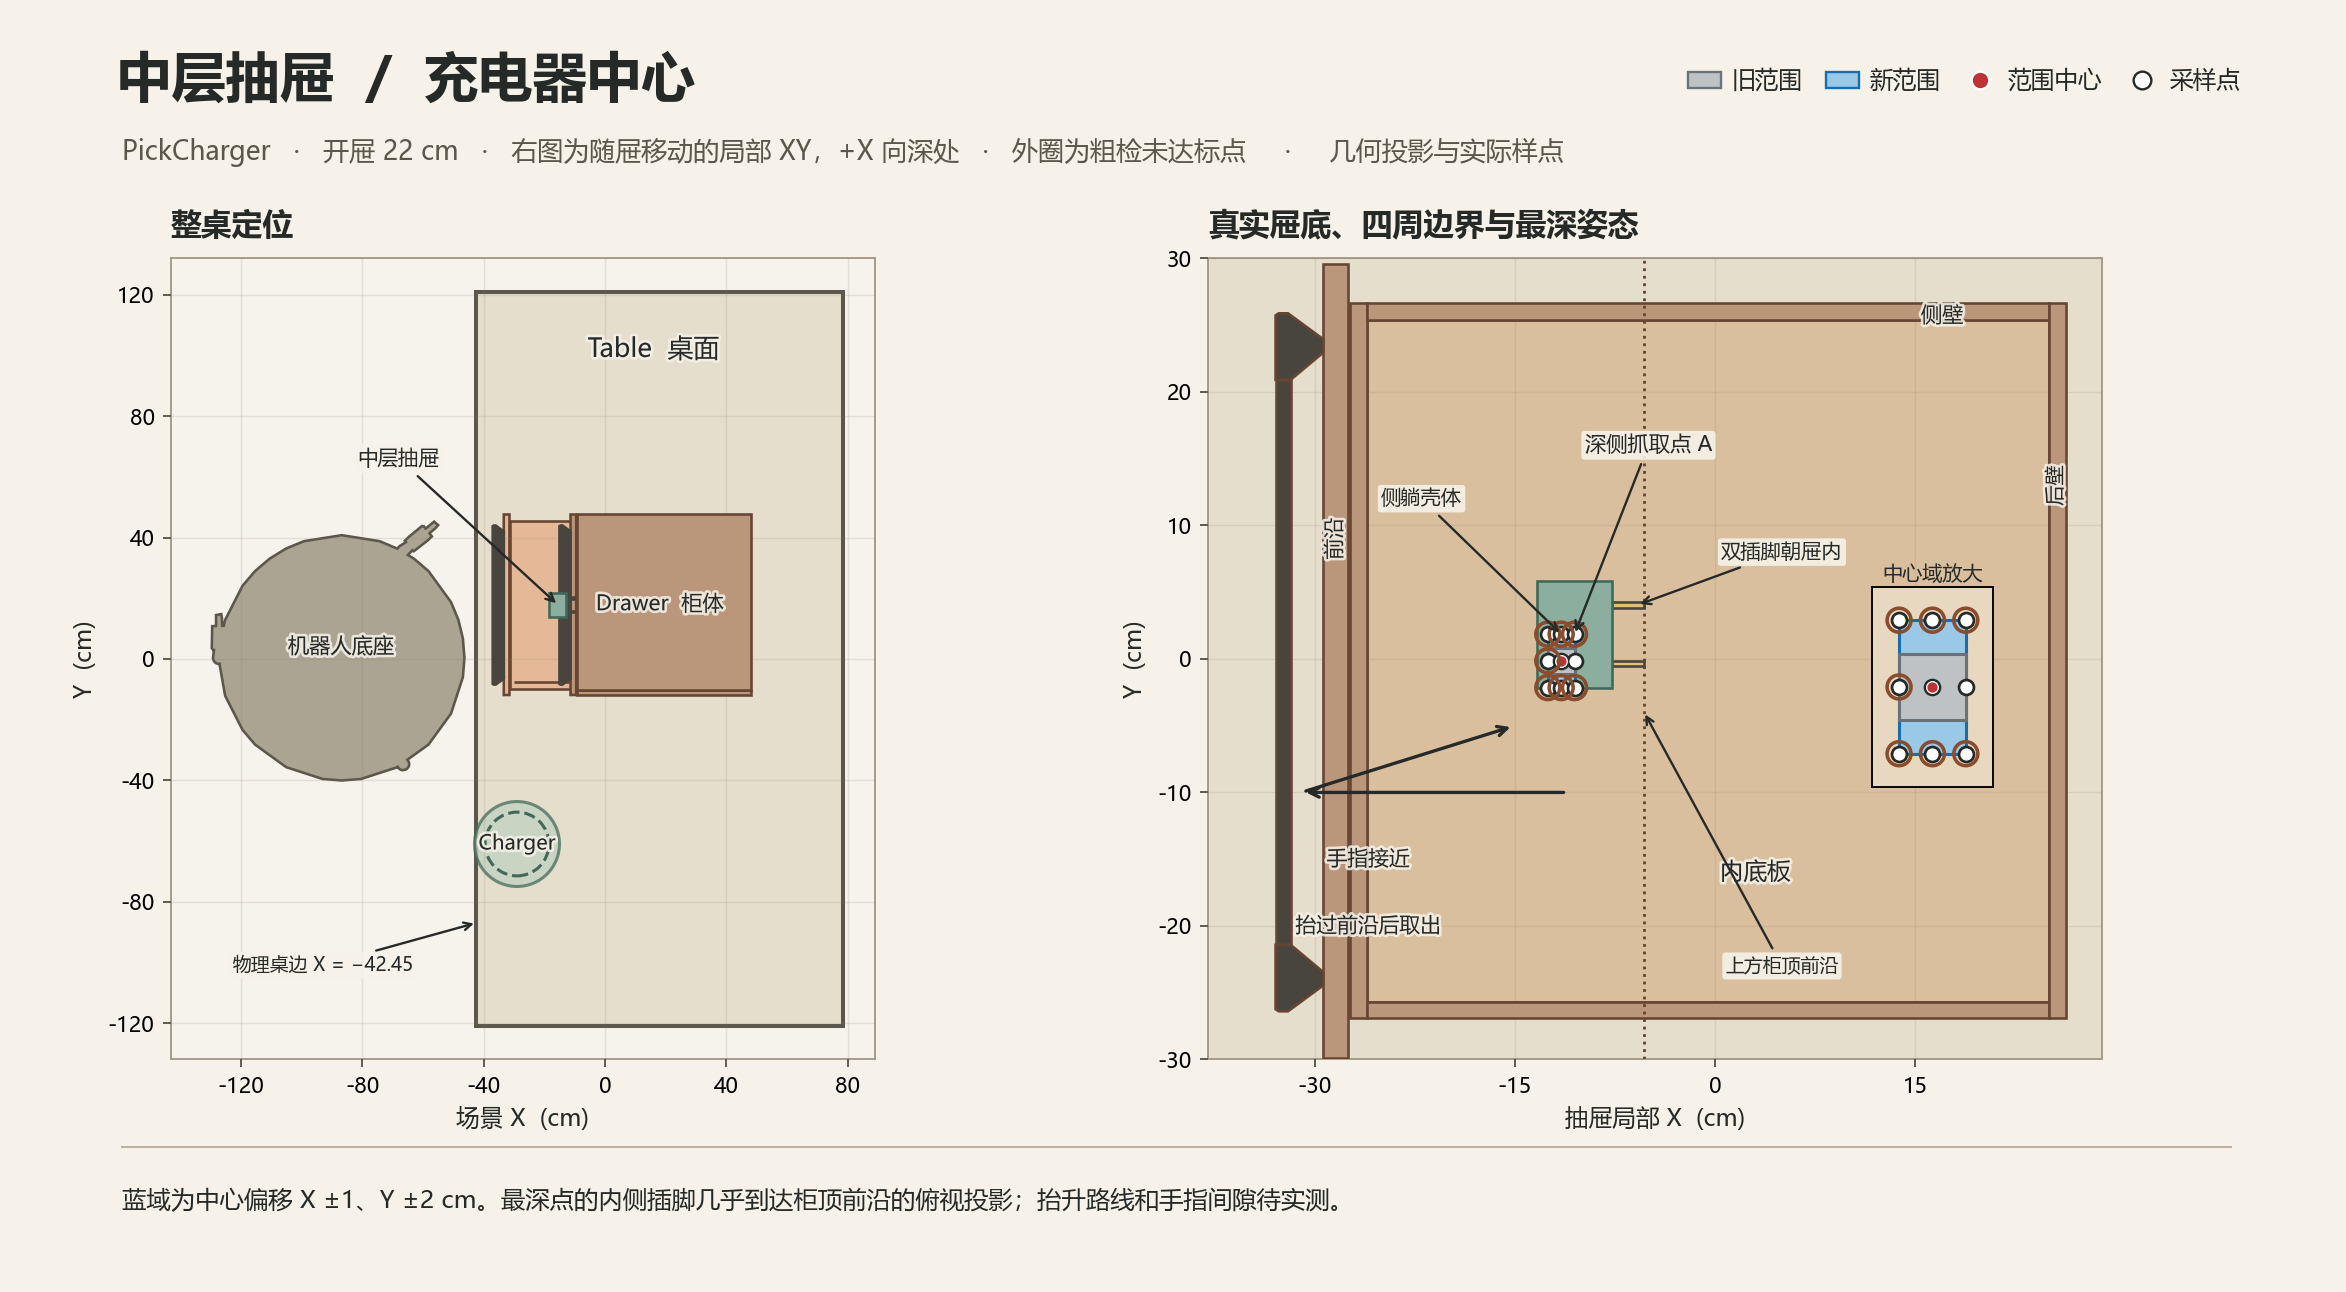 中层抽屉 / 充电器中心
旧范围
新范围
范围中心
采样点
PickCharger · 开屉 22 cm · 右图为随屉移动的局部 XY，+X 向深处 · 外圈为粗检未达标点 · 几何投影与实际样点
整桌定位
120
80
40
0
-40
-80
-120
Y (cm)
-120
-80
-40
0
40
80
场景 X (cm)
Table 桌面
中层抽屉
Drawer 柜体
机器人底座
Charger
物理桌边 X = −42.45
真实屉底、四周边界与最深姿态
30
20
10
0
-10
-20
-30
Y (cm)
-30
-15
0
15
抽屉局部 X (cm)
侧壁
后壁
前沿
深侧抓取点 A
侧躺壳体
双插脚朝屉内
中心域放大
手指接近
内底板
抬过前沿后取出
上方柜顶前沿
蓝域为中心偏移 X ±1、Y ±2 cm。最深点的内侧插脚几乎到达柜顶前沿的俯视投影；抬升路线和手指间隙待实测。